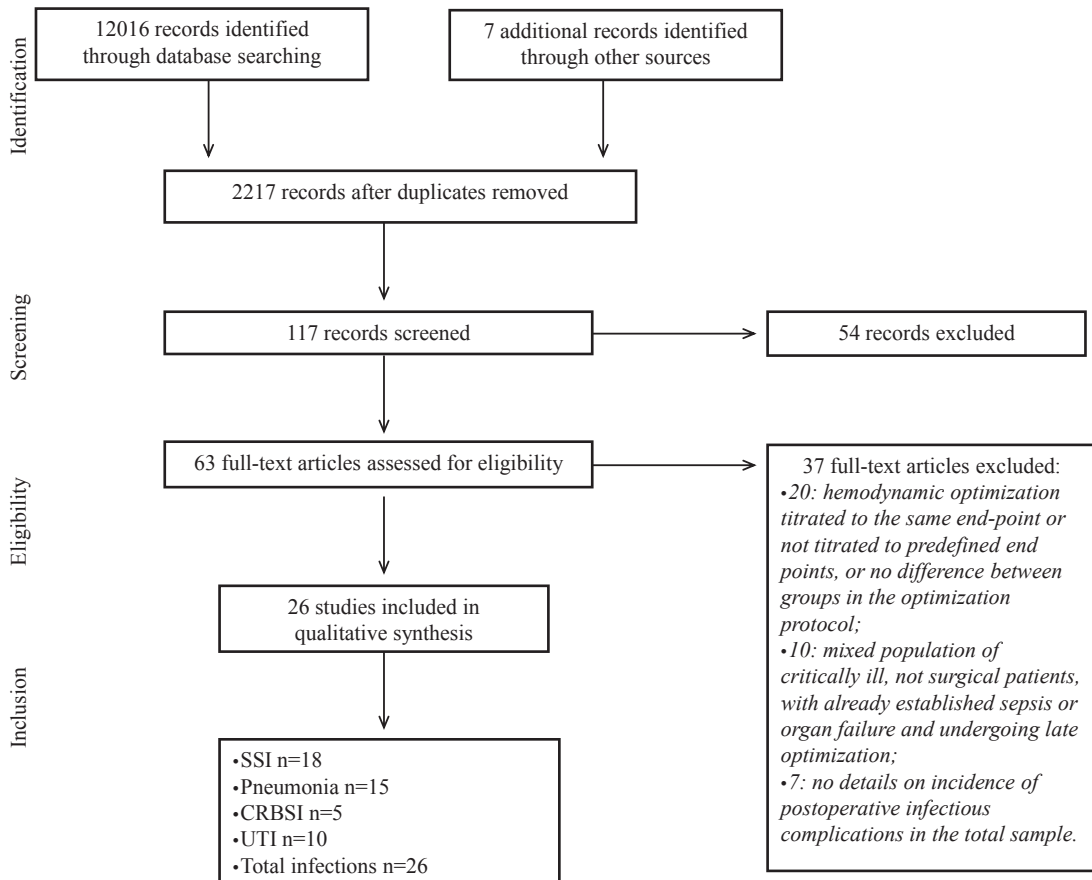 12016 records identified
through database searching
7 additional records identified
through other sources
Identification
2217 records after duplicates removed
Screening
117 records screened
54 records excluded
Eligibility
63 full-text articles assessed for eligibility
37 full-text articles excluded:
•20: hemodynamic optimization
titrated to the same end-point or
not titrated to predefined end
points, or no difference between
groups in the optimization
protocol;
•10: mixed population of
critically ill, not surgical patients,
with already established sepsis or
organ failure and undergoing late
optimization;
•7: no details on incidence of
postoperative infectious
complications in the total sample.
26 studies included in
qualitative synthesis
Inclusion
•SSI n=18
•Pneumonia n=15
•CRBSI n=5
•UTI n=10
•Total infections n=26